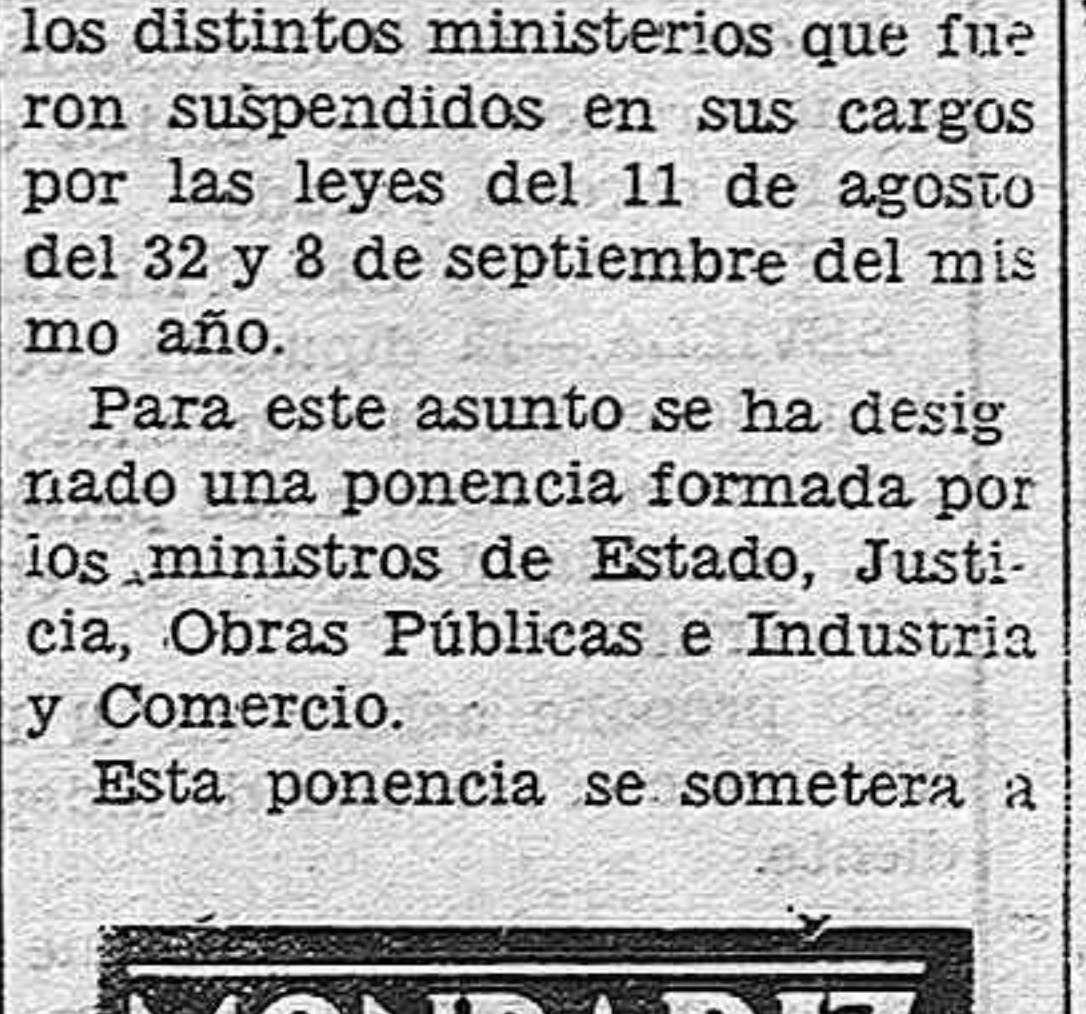 los distintos ministerios que fue
ron suspendidos en sus cargos
por las leyes del 11 de agosto
del 32 y 8 de septiembre del mis
mo año.
Para este asunto se ha desig
nado una ponencia formada por
los ministros de Estado, Justi-
cia, Obras Públicas e Industria
y Comercio.
Esta ponencia se sometera a
MONDARIZ